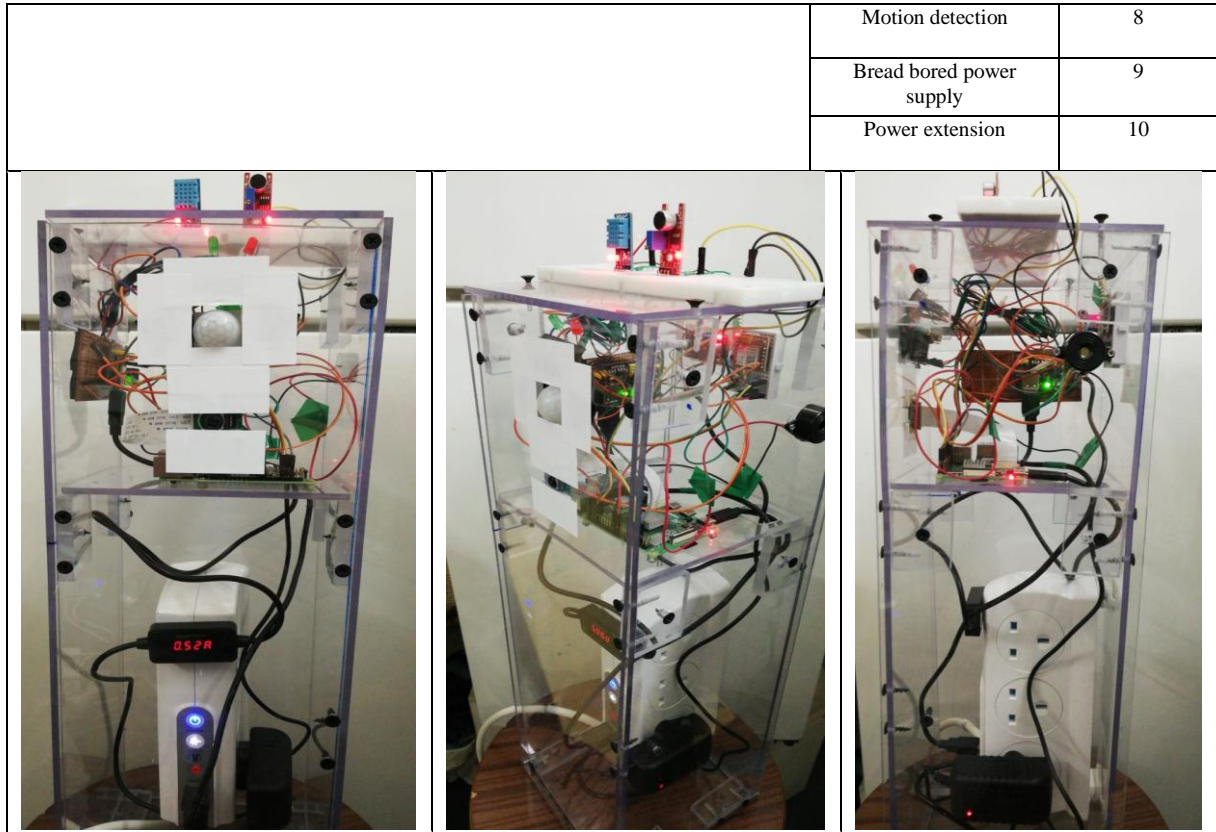 Motion detection 8
Bread bored power 9
supply
Power extension 10
0.52A